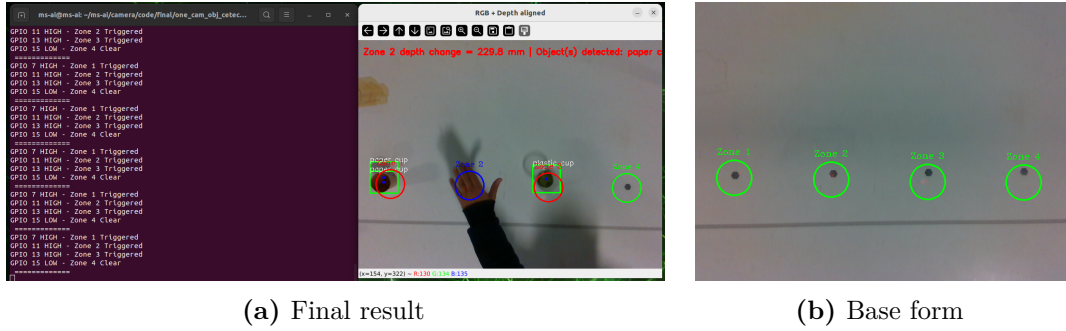 ms-ai@ms-ai: ~/ms-ai/camera/code/final/one_cam_obj_cetec...
GPIO 11 HIGH - Zone 2 Triggered
GPIO 13 HIGH - Zone 3 Triggered
GPIO 15 LOW - Zone 4 Clear
=============
GPIO 7 HIGH - Zone 1 Triggered
GPIO 11 HIGH - Zone 2 Triggered
GPIO 13 HIGH - Zone 3 Triggered
GPIO 15 LOW - Zone 4 Clear
=============
GPIO 7 HIGH - Zone 1 Triggered
GPIO 11 HIGH - Zone 2 Triggered
GPIO 13 HIGH - Zone 3 Triggered
GPIO 15 LOW - Zone 4 Clear
=============
GPIO 7 HIGH - Zone 1 Triggered
GPIO 11 HIGH - Zone 2 Triggered
GPIO 13 HIGH - Zone 3 Triggered
GPIO 15 LOW - Zone 4 Clear
=============
GPIO 7 HIGH - Zone 1 Triggered
GPIO 11 HIGH - Zone 2 Triggered
GPIO 13 HIGH - Zone 3 Triggered
GPIO 15 LOW - Zone 4 Clear
=============
GPIO 7 HIGH - Zone 1 Triggered
GPIO 11 HIGH - Zone 2 Triggered
GPIO 13 HIGH - Zone 3 Triggered
GPIO 15 LOW - Zone 4 Clear
=============
RGB + Depth aligned
Zone 2 depth change = 229.8 mm | Object(s) detected: paper c
paper_cup
paper_cup
Zone 2
plastic_cup
(x=154, y=322) ~ R:130 G:134 B:135
Zone 1
Zone 2
Zone 3
Zone 4
(a) Final result
(b) Base form